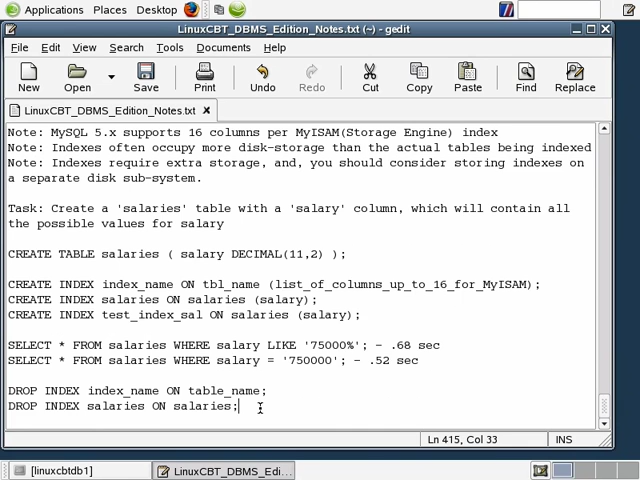 Applications Places Desktop
LinuxCBT_DBMS_Edition_Notes.txt (~) - gedit
File Edit View Search Tools Documents Help
New Open Save Print Undo Redo Cut Copy Paste Find Replace
LinuxCBT_DBMS_Edition_Notes.txt
Note: MySQL 5.x supports 16 columns per MyISAM(Storage Engine) index
Note: Indexes often occupy more disk-storage than the actual tables being indexed
Note: Indexes require extra storage, and, you should consider storing indexes on
a separate disk sub-system.
Task: Create a 'salaries' table with a 'salary' column, which will contain all
the possible values for salary
CREATE TABLE salaries ( salary DECIMAL(11,2) );
CREATE INDEX index_name ON tbl_name (list_of_columns_up_to_16_for_MyISAM);
CREATE INDEX salaries ON salaries (salary);
CREATE INDEX test_index_sal ON salaries (salary);
SELECT * FROM salaries WHERE salary LIKE '75000%'; - .68 sec
SELECT * FROM salaries WHERE salary = '750000'; - .52 sec
DROP INDEX index_name ON table_name;
DROP INDEX salaries ON salaries;
Ln 415, Col 33 INS
[linuxcbtdb1] LinuxCBT_DBMS_Edi...